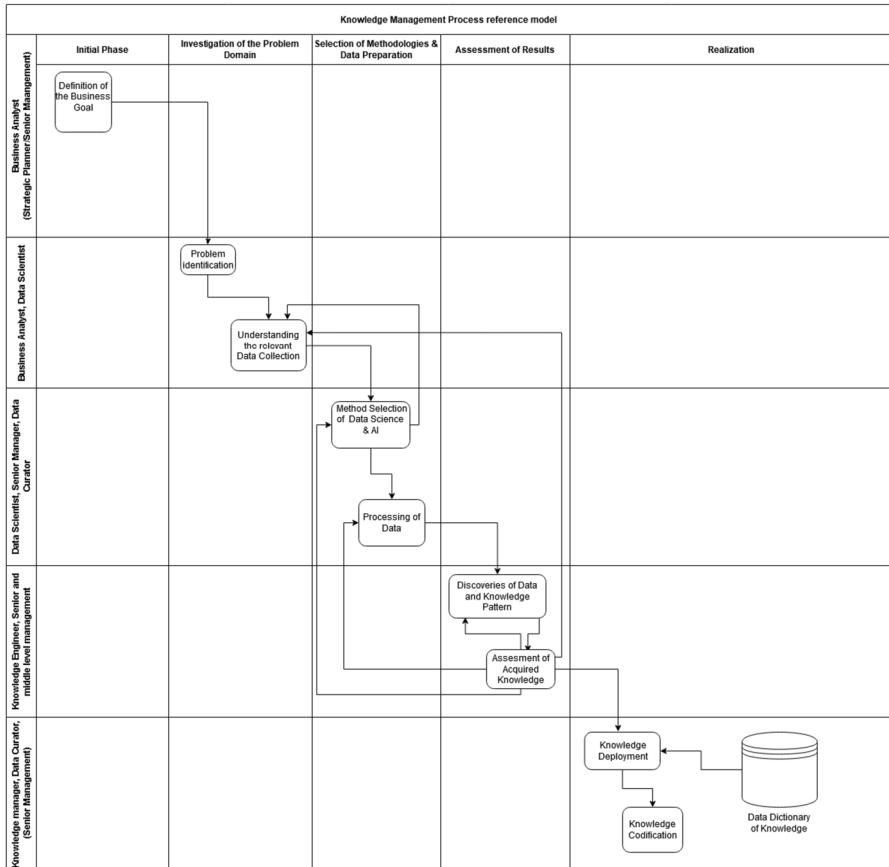 Knowledge Management Process reference model
Initial Phase
Investigation of the Problem
Domain
Selection of Methodologies &
Data Preparation
Assessment of Results
Realization
Business Analyst
(Strategic Planner/Senior Maangement)
Definition of
the Business
Goal
Business Analyst, Data Scientist
Problem
identification
Understanding
the relevant
Data Collection
Data Scientist, Senior Manager, Data
Curator
Method Selection
of Data Science
& AI
Processing of
Data
Knowledge Engineer, Senior and
middle level management
Discoveries of Data
and Knowledge
Pattern
Assesment of
Acquired
Knowledge
Knowledge manager, Data Curator,
(Senior Management)
Knowledge
Deployment
Knowledge
Codification
Data Dictionary
of Knowledge